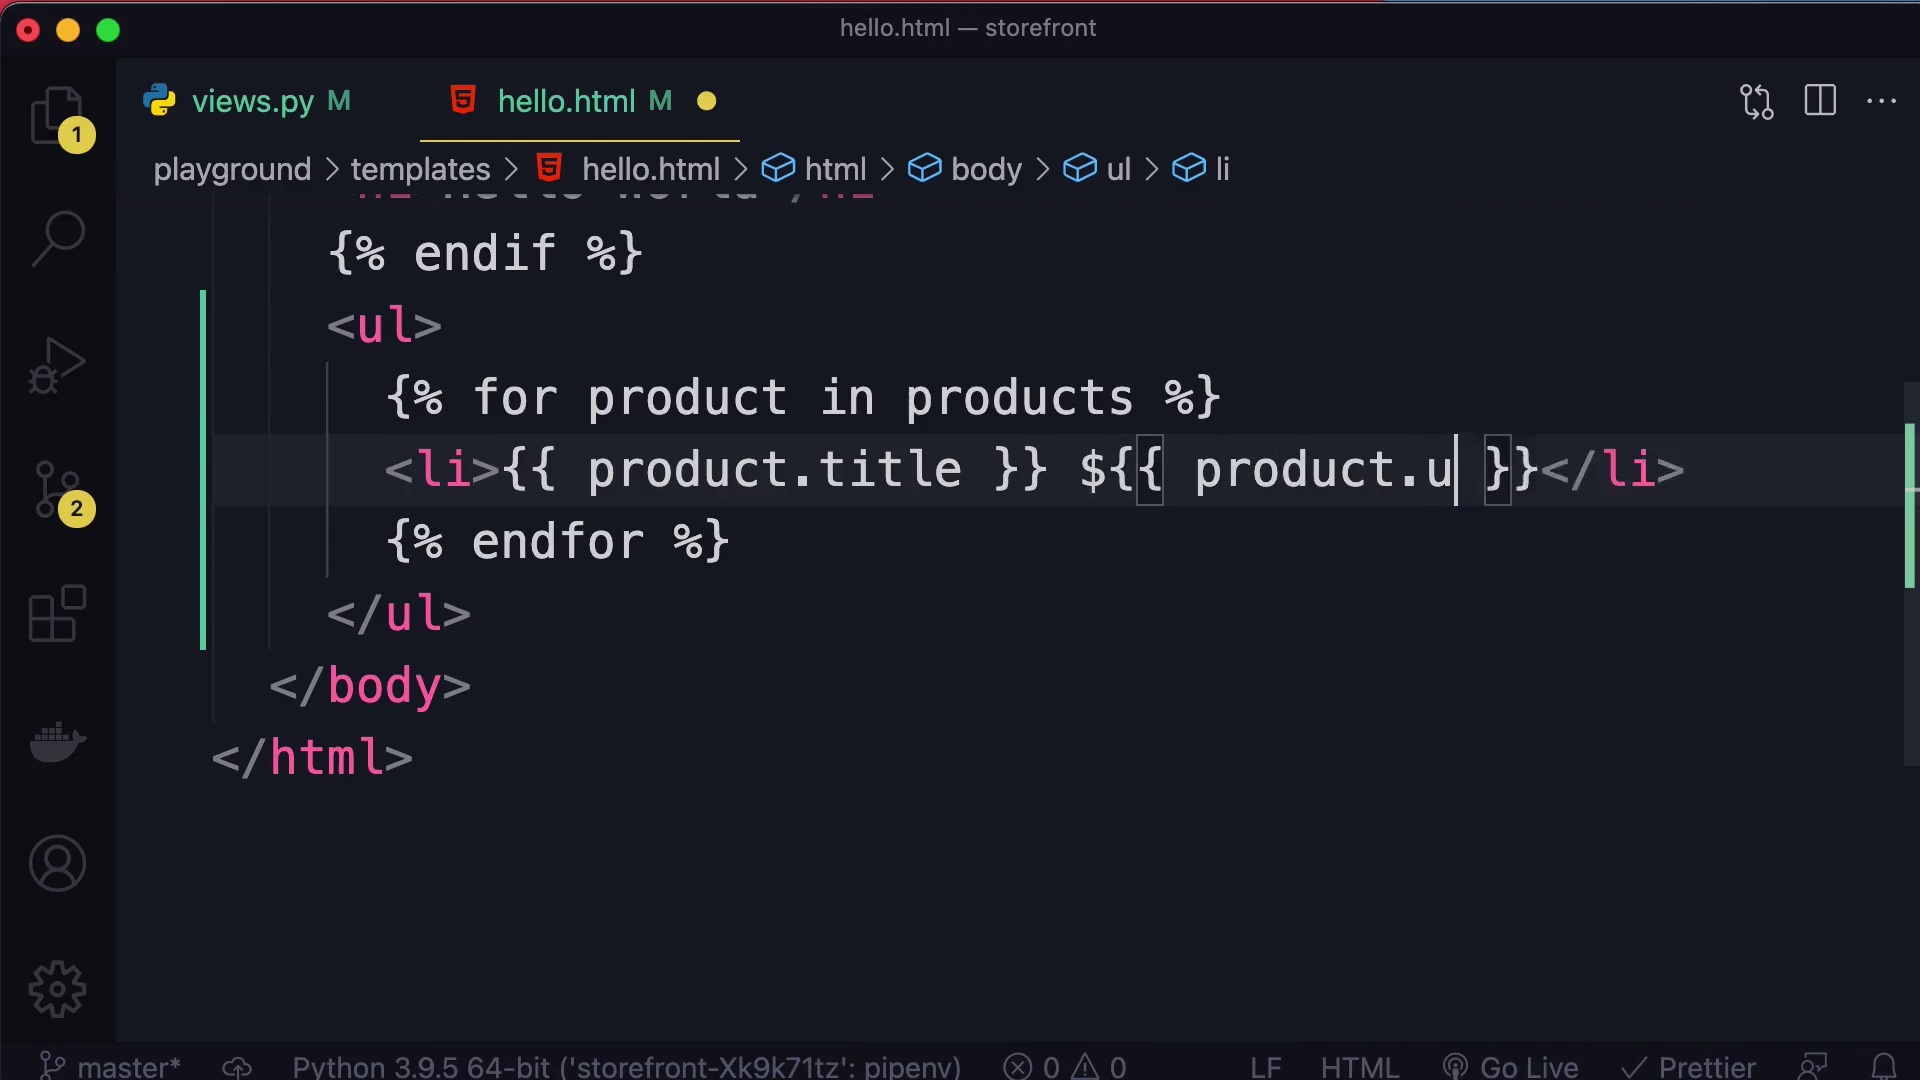 hello.html — storefront
views.py M hello.html M
playground > templates > hello.html > html > body > ul > li
{% endif %}
<ul>
{% for product in products %}
<li>{{ product.title }} ${{ product.u }}</li>
{% endfor %}
</ul>
</body>
</html>
1
2
master* Python 3.9.5 64-bit ('storefront-Xk9k71tz': pipenv) 0 0 LF HTML Go Live Prettier